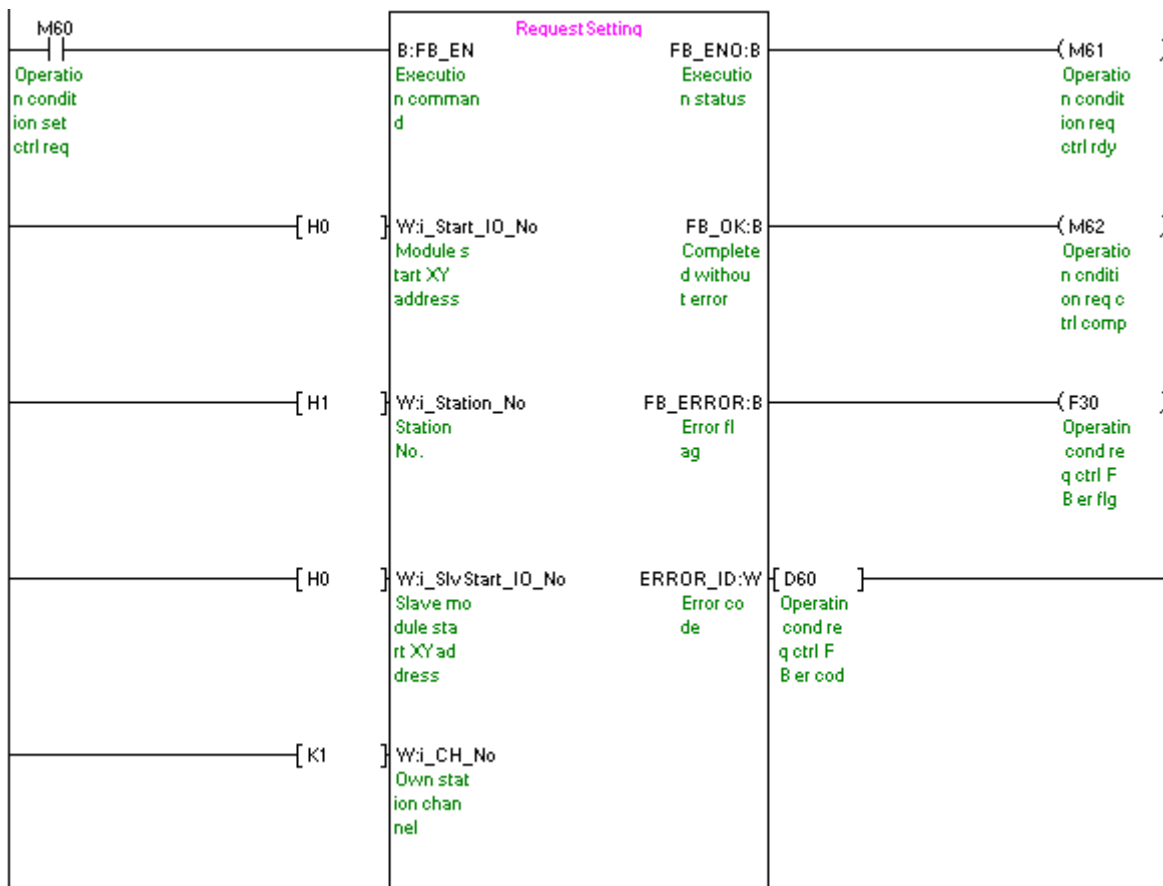 Request Setting
M60
B:FB_EN
FB_ENO:B
( M61 )
Operatio
n condit
ion set
ctrl req
Executio
n comman
d
Executio
n status
Operatio
n condit
ion req
ctrl rdy
[ H0 ]
W:i_Start_IO_No
FB_OK:B
( M62 )
Module s
tart XY
address
Complete
d withou
t error
Operatio
n cnditi
on req c
trl comp
[ H1 ]
W:i_Station_No
FB_ERROR:B
( F30 )
Station
No.
Error fl
ag
Operatin
cond re
q ctrl F
B er flg
[ H0 ]
W:i_SlvStart_IO_No
ERROR_ID:W
[ D60 ]
Slave mo
dule sta
rt XY ad
dress
Error co
de
Operatin
cond re
q ctrl F
B er cod
[ K1 ]
W:i_CH_No
Own stat
ion chan
nel